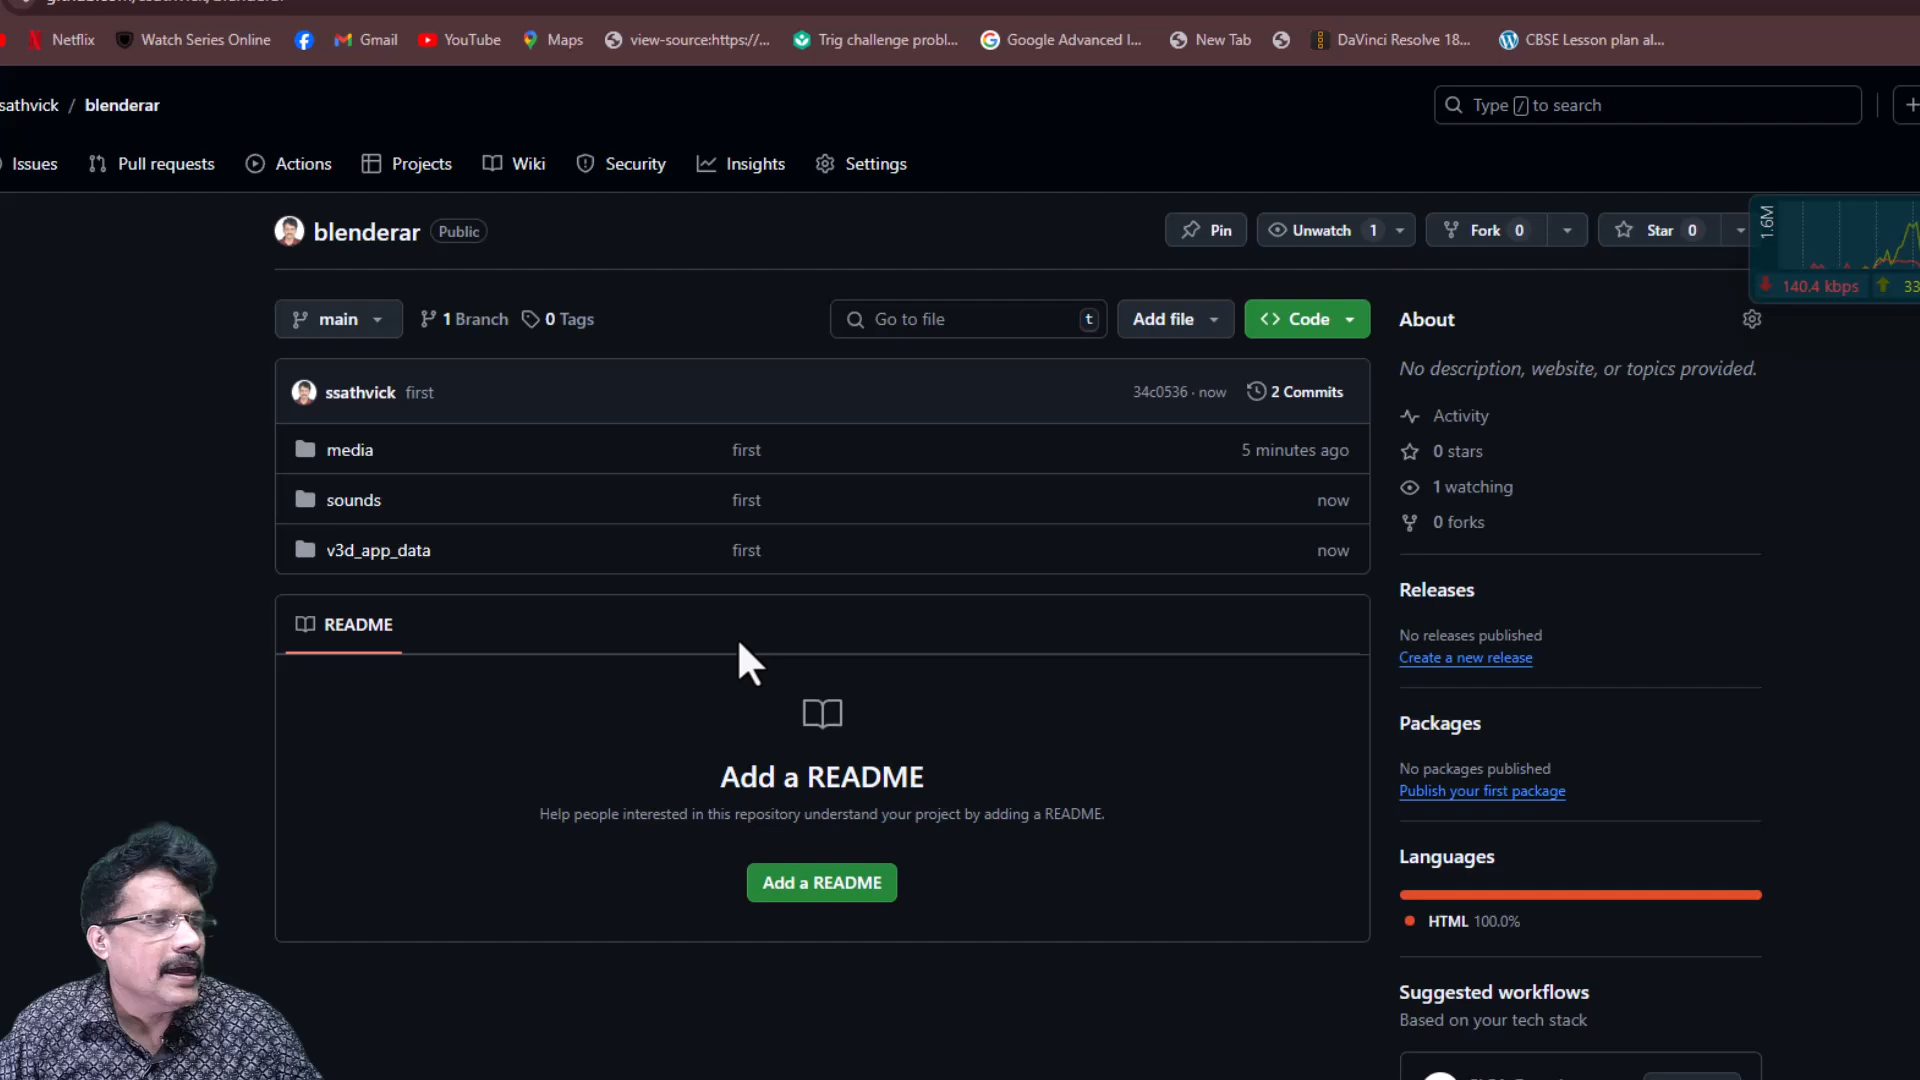 Netflix Watch Series Online Gmail YouTube Maps view-source:https://... Trig challenge probl... Google Advanced I... New Tab DaVinci Resolve 18... CBSE Lesson plan al...
sathvick / blenderar
Type / to search
Issues Pull requests Actions Projects Wiki Security Insights Settings
blenderar Public
Pin Unwatch 1 Fork 0 Star 0
1.6M
140.4 kbps
main 1 Branch 0 Tags
Go to file t Add file Code
ssathvick first 34c0536 · now 2 Commits
media first 5 minutes ago
sounds first now
v3d_app_data first now
README
Add a README
Help people interested in this repository understand your project by adding a README.
Add a README
About
No description, website, or topics provided.
Activity
0 stars
1 watching
0 forks
Releases
No releases published
Create a new release
Packages
No packages published
Publish your first package
Languages
HTML 100.0%
Suggested workflows
Based on your tech stack